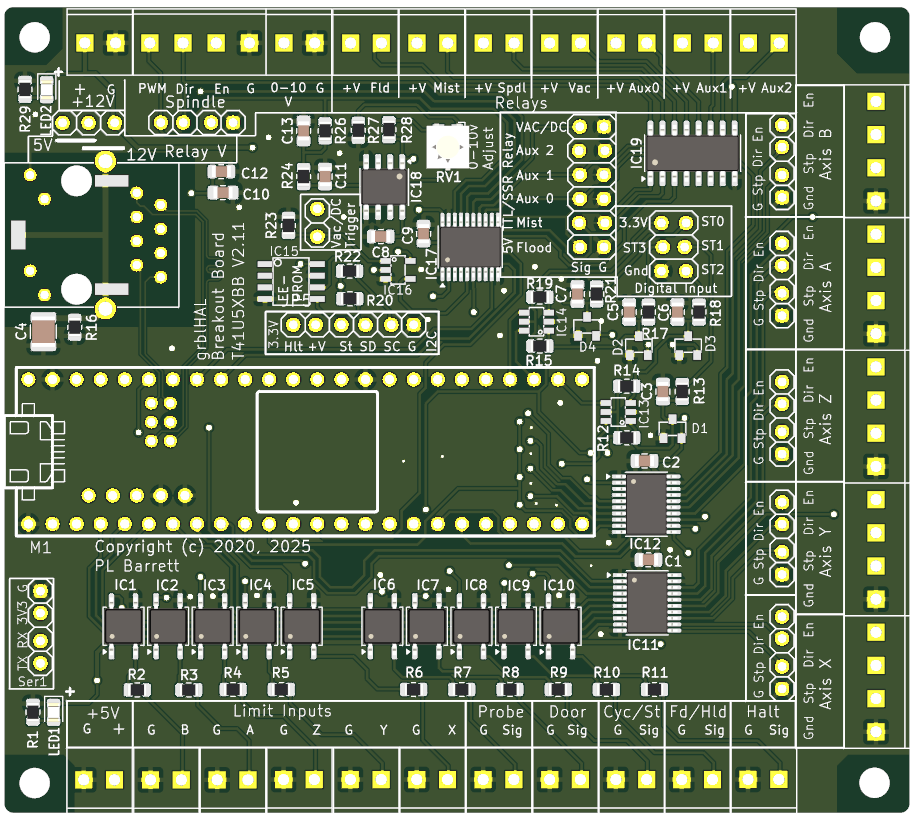 + G PWM Dir En G 0-10 G +V Fld +V Mist +V Spdl +V Vac +V Aux0 +V Aux1 +V Aux2
+12V Spindle V Relays
R29 LED2 +
5V 12V Relay V
C13 R26 R27 R28
0-10V Adjust
RV1
R24 C11 IC18
C12
C10
R23
Vac/DC Trigger
C8 C9 IC17
SSR Relay
5V TTL
VAC/DC
Aux 2
Aux 1
Aux 0
Mist
Flood
Sig G
IC19
3.3V ST0
ST3 ST1
Gnd ST2
Digital Input
En Dir Stp Gnd
Axis B
G Stp Dir En
En Dir Stp Gnd
Axis A
G Stp Dir En
En Dir Stp Gnd
Axis Z
G Stp Dir En
En Dir Stp Gnd
Axis Y
G Stp Dir En
En Dir Stp Gnd
Axis X
G Stp Dir En
IC15
EEPROM
R22
R20
IC16
C4 R16
grblHAL
Breakout Board
T41U5XBB V2.11
3.3V Hlt +V St SD SC G I2C
R19 C7 R21 C5 C6 R18
IC14 D4 R17
R15 D2 D3
R14
C3 R13
IC13
R12 D1
C2
IC12
C1
IC11
M1
Copyright (c) 2020, 2025
PL Barrett
IC1 IC2 IC3 IC4 IC5 IC6 IC7 IC8 IC9 IC10
TX RX 3V3 G
Ser1
R2 R3 R4 R5 R6 R7 R8 R9 R10 R11
R1 LED1 +
+5V Limit Inputs Probe Door Cyc/St Fd/Hld Halt
G + G B G A G Z G Y G X G Sig G Sig G Sig G Sig G Sig